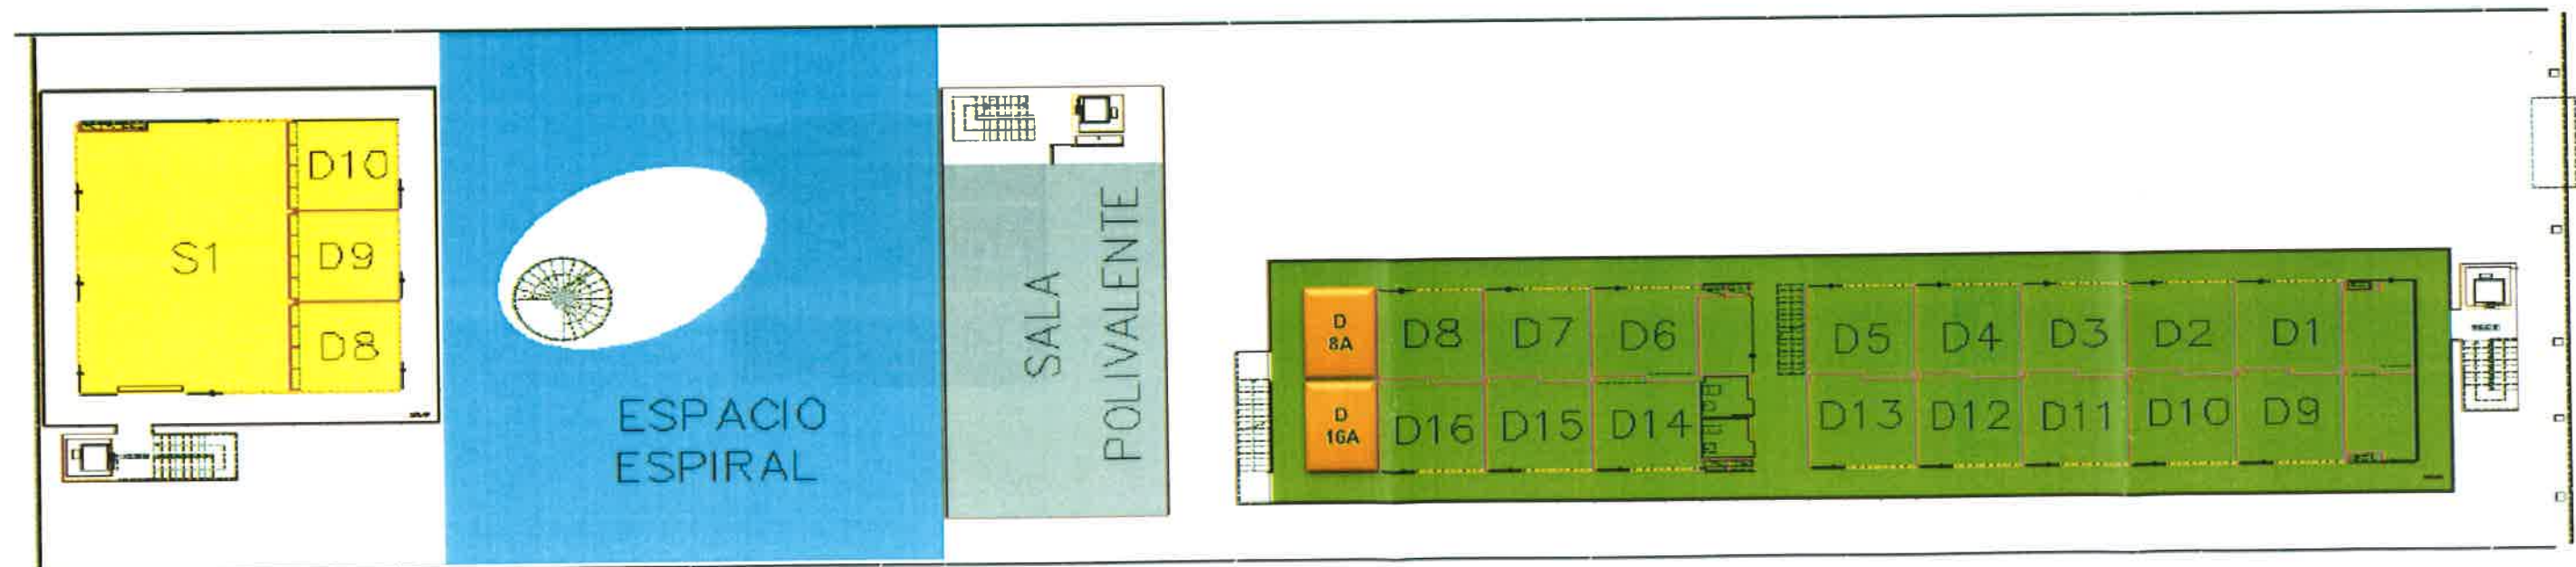 S1
D10
D9
D8
ESPACIO
ESPIRAL
SALA
POLIVALENTE
D
8A
D8
D7
D6
D5
D4
D3
D2
D1
D
16A
D16
D15
D14
D13
D12
D11
D10
D9